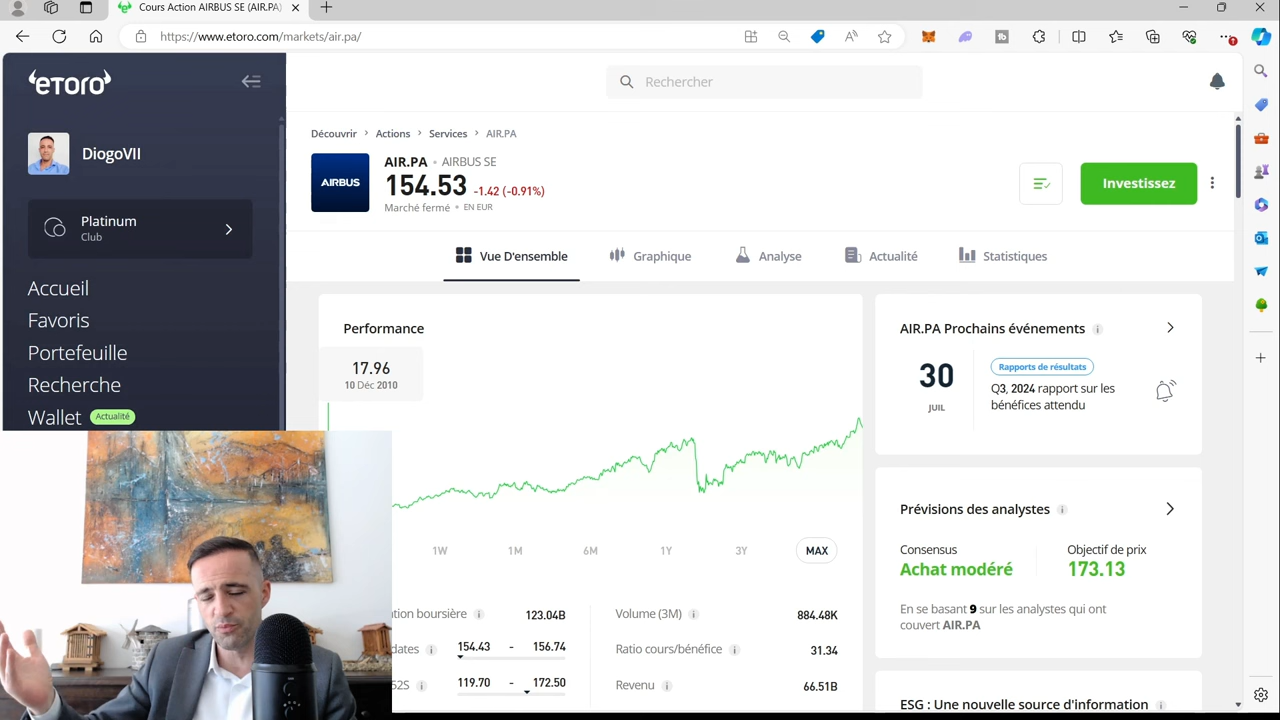 Cours Action AIRBUS SE (AIR.PA)
https://www.etoro.com/markets/air.pa/
eToro
Rechercher
DiogoVII
Platinum
Club
Accueil
Favoris
Portefeuille
Recherche
Wallet Actualité
Découvrir > Actions > Services > AIR.PA
AIRBUS
AIR.PA • AIRBUS SE
154.53 -1.42 (-0.91%)
Marché fermé • EN EUR
Investissez
Vue D'ensemble Graphique Analyse Actualité Statistiques
Performance
17.96
10 Déc 2010
1W 1M 6M 1Y 3Y MAX
tion boursière 123.04B
dates 154.43 - 156.74
52S 119.70 - 172.50
Volume (3M) 884.48K
Ratio cours/bénéfice 31.34
Revenu 66.51B
AIR.PA Prochains événements
30
JUIL
Rapports de résultats
Q3, 2024 rapport sur les
bénéfices attendu
Prévisions des analystes
Consensus
Achat modéré
Objectif de prix
173.13
En se basant 9 sur les analystes qui ont
couvert AIR.PA
ESG : Une nouvelle source d'information